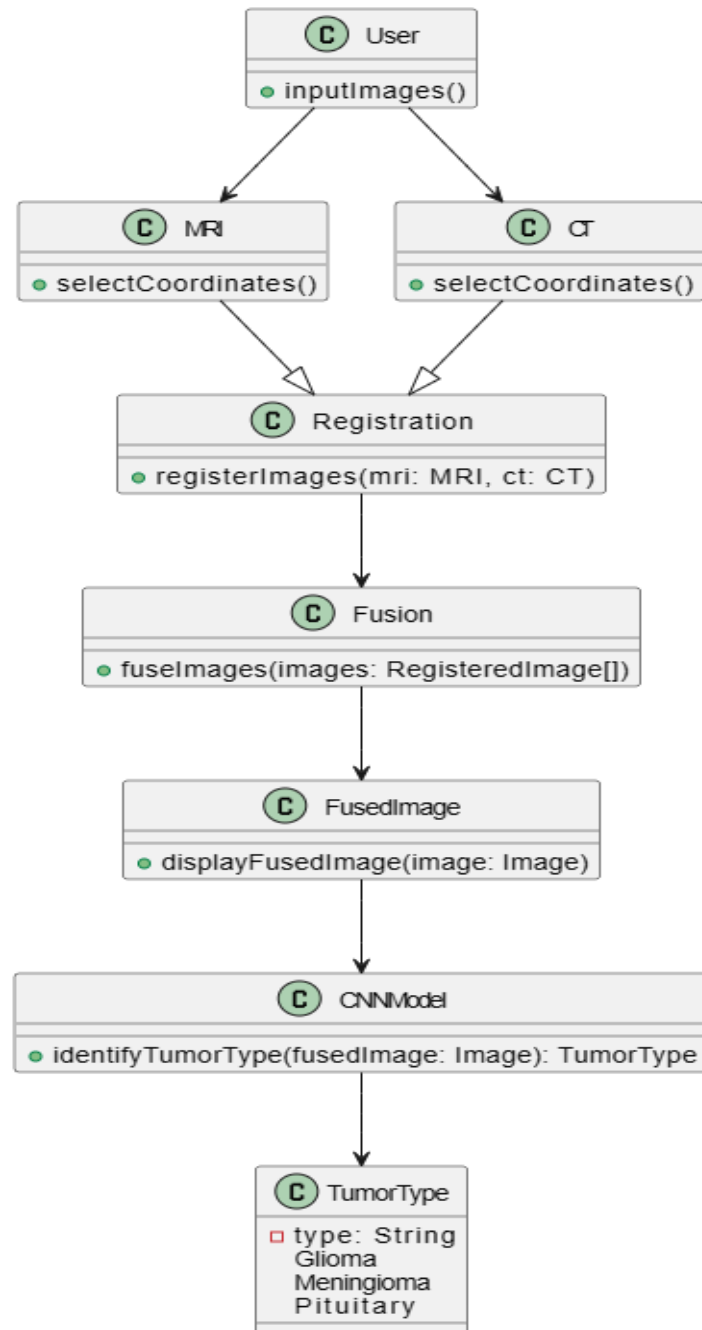 C User
inputImages()
C MRI
selectCoordinates()
C CT
selectCoordinates()
C Registration
registerImages(mri: MRI, ct: CT)
C Fusion
fuseImages(images: RegisteredImage[])
C FusedImage
displayFusedImage(image: Image)
C CNNModel
identifyTumorType(fusedImage: Image): TumorType
C TumorType
type: String
Glioma
Meningioma
Pituitary